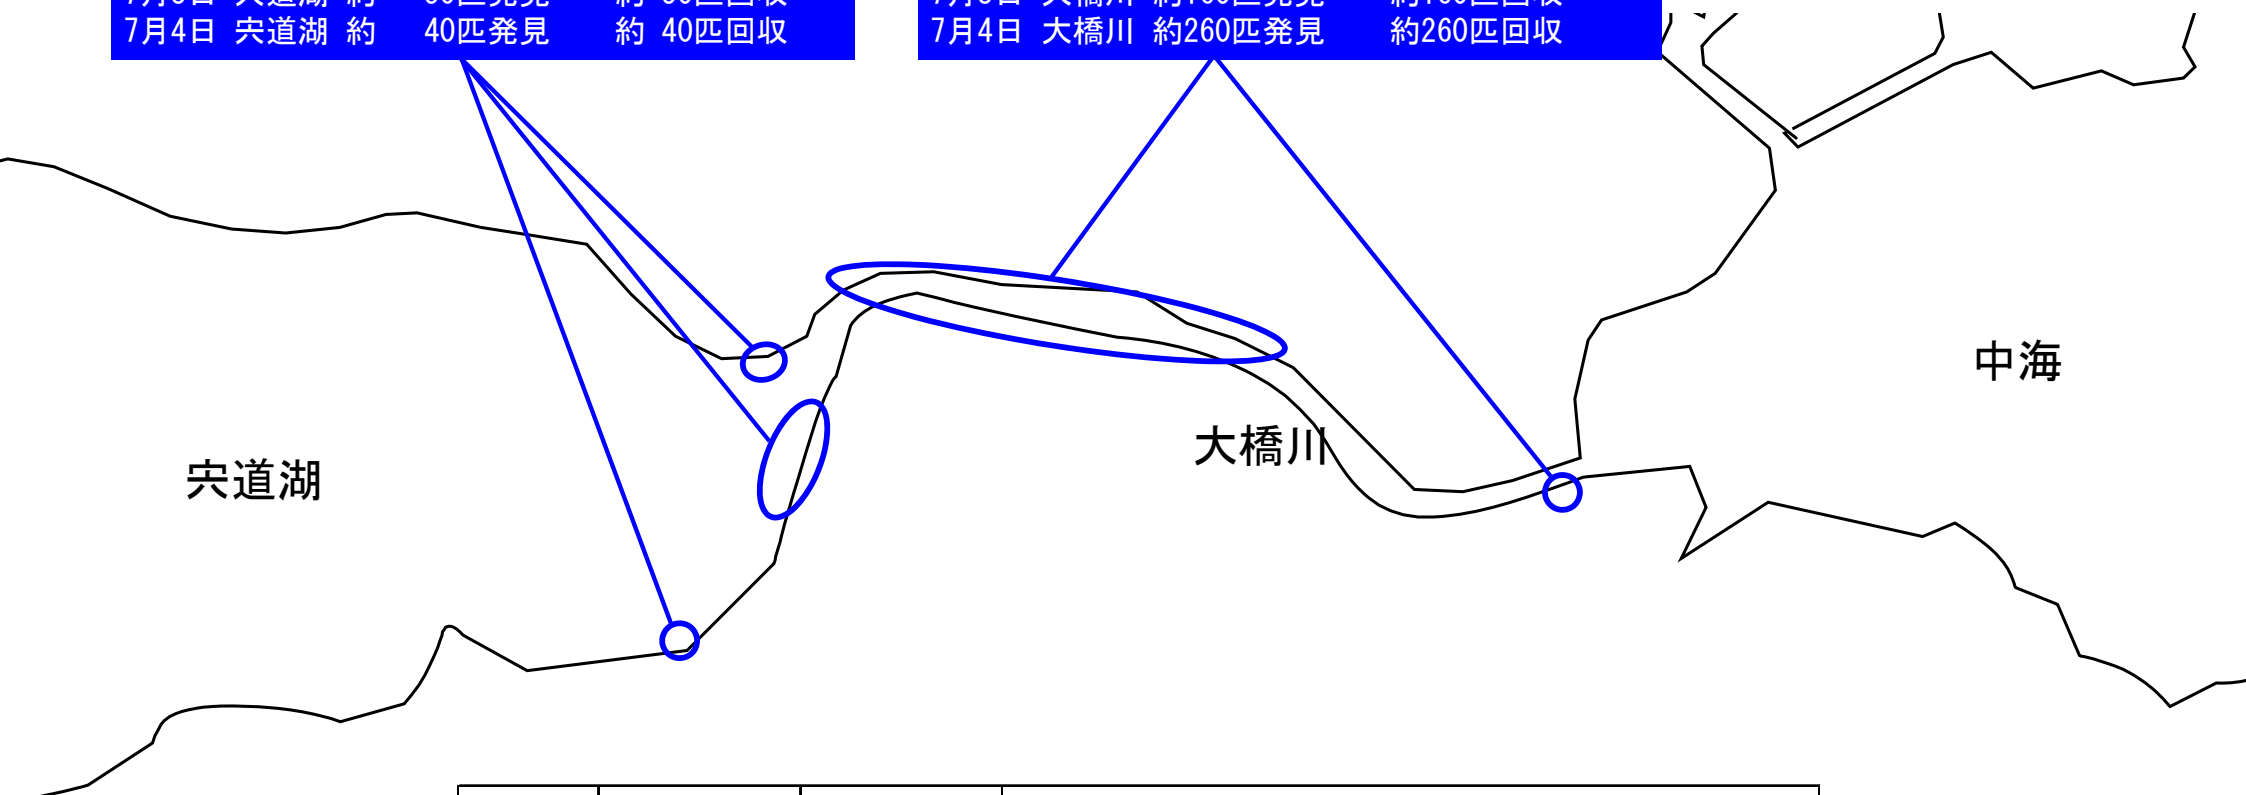 7月4日 宍道湖 約 40匹発見 約 40匹回収
7月4日 大橋川 約260匹発見 約260匹回収
中海
大橋川
宍道湖